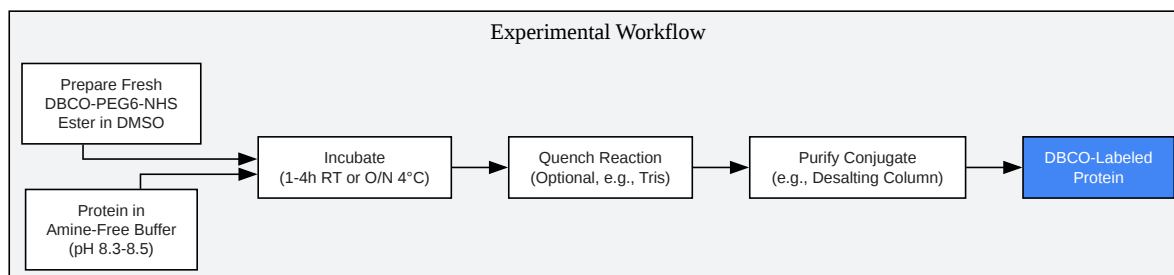 Experimental Workflow
Prepare Fresh
DBCO-PEG6-NHS
Ester in DMSO
Protein in
Amine-Free Buffer
(pH 8.3-8.5)
Incubate
(1-4h RT or O/N 4°C)
Quench Reaction
(Optional, e.g., Tris)
Purify Conjugate
(e.g., Desalting Column)
DBCO-Labeled
Protein